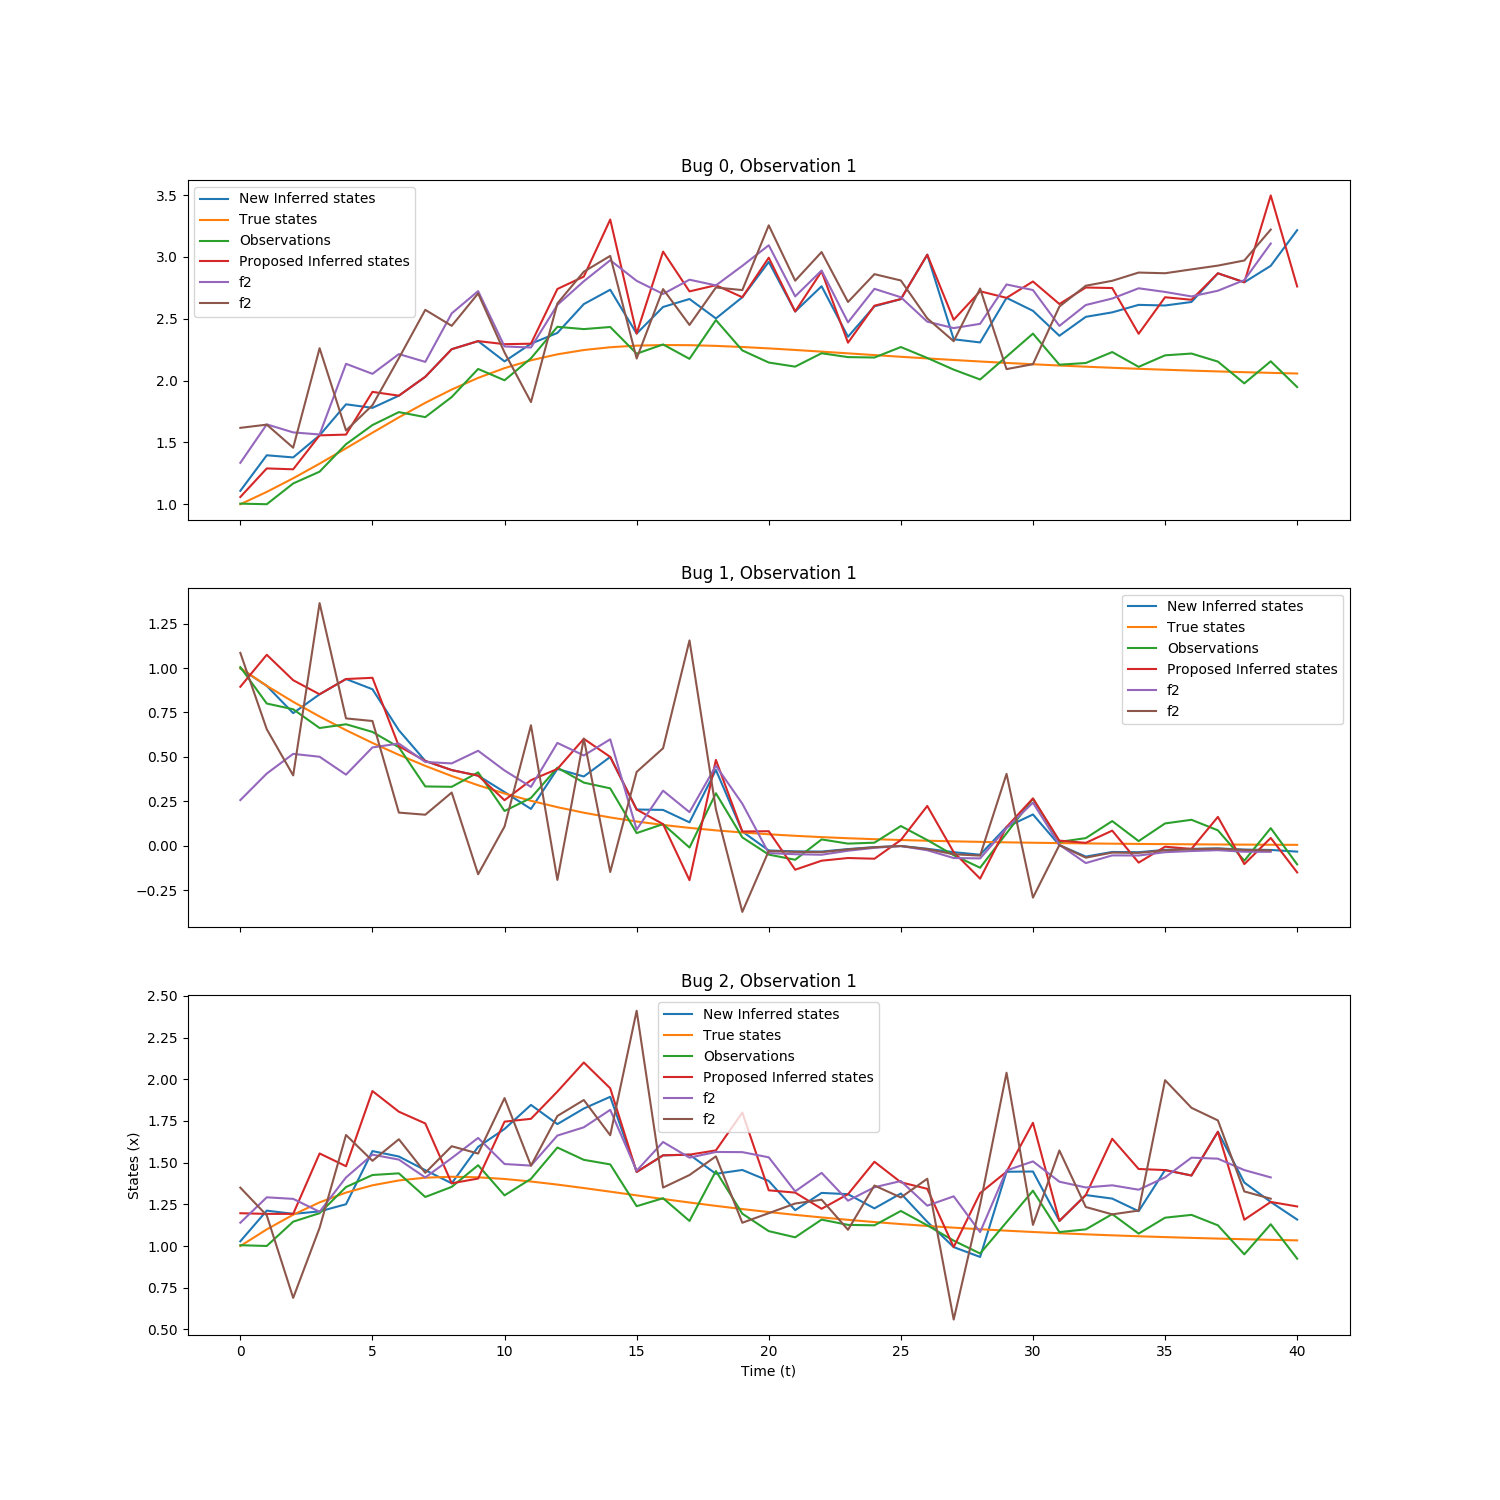 Bug 0, Observation 1
3.5
3.0
2.5
2.0
1.5
1.0
New Inferred states
True states
Observations
Proposed Inferred states
f2
f2
Bug 1, Observation 1
1.25
1.00
0.75
0.50
0.25
0.00
−0.25
New Inferred states
True states
Observations
Proposed Inferred states
f2
f2
Bug 2, Observation 1
States (x)
2.50
2.25
2.00
1.75
1.50
1.25
1.00
0.75
0.50
New Inferred states
True states
Observations
Proposed Inferred states
f2
f2
0 5 10 15 20 25 30 35 40
Time (t)